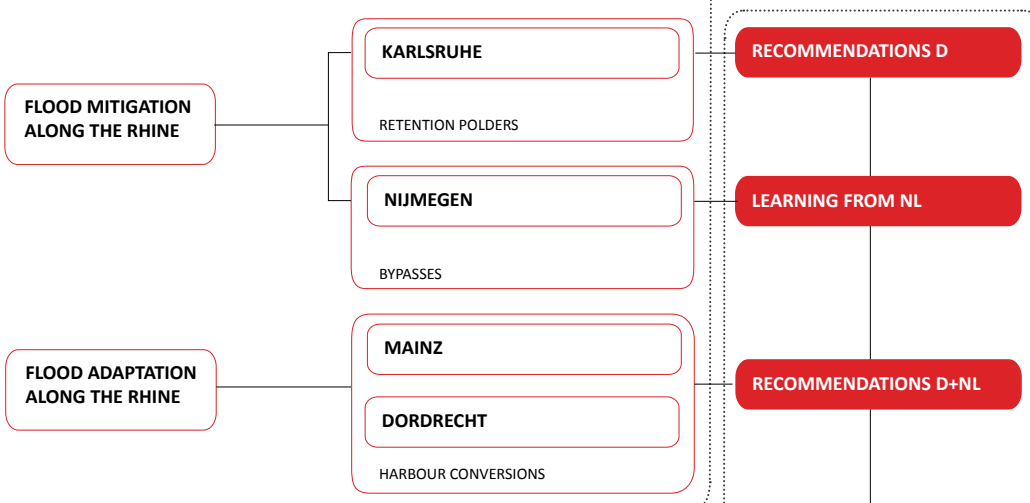 FLOOD MITIGATION
ALONG THE RHINE
KARLSRUHE
RETENTION POLDERS
RECOMMENDATIONS D
NIJMEGEN
BYPASSES
LEARNING FROM NL
FLOOD ADAPTATION
ALONG THE RHINE
MAINZ
DORDRECHT
HARBOUR CONVERSIONS
RECOMMENDATIONS D+NL